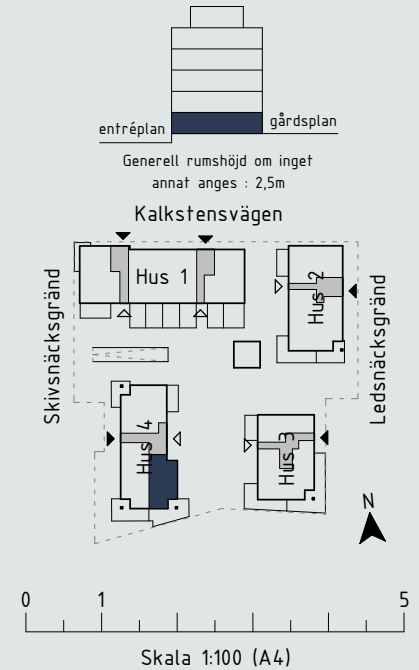 entréplan
gårdsplan
Generell rumshöjd om inget
annat anges : 2,5m
Kalkstensvägen
Skivsnäcksgränd
Hus 1
Hus 2
Ledsnäcksgränd
Hus 4
Hus 3
N
0 1 5
Skala 1:100 (A4)